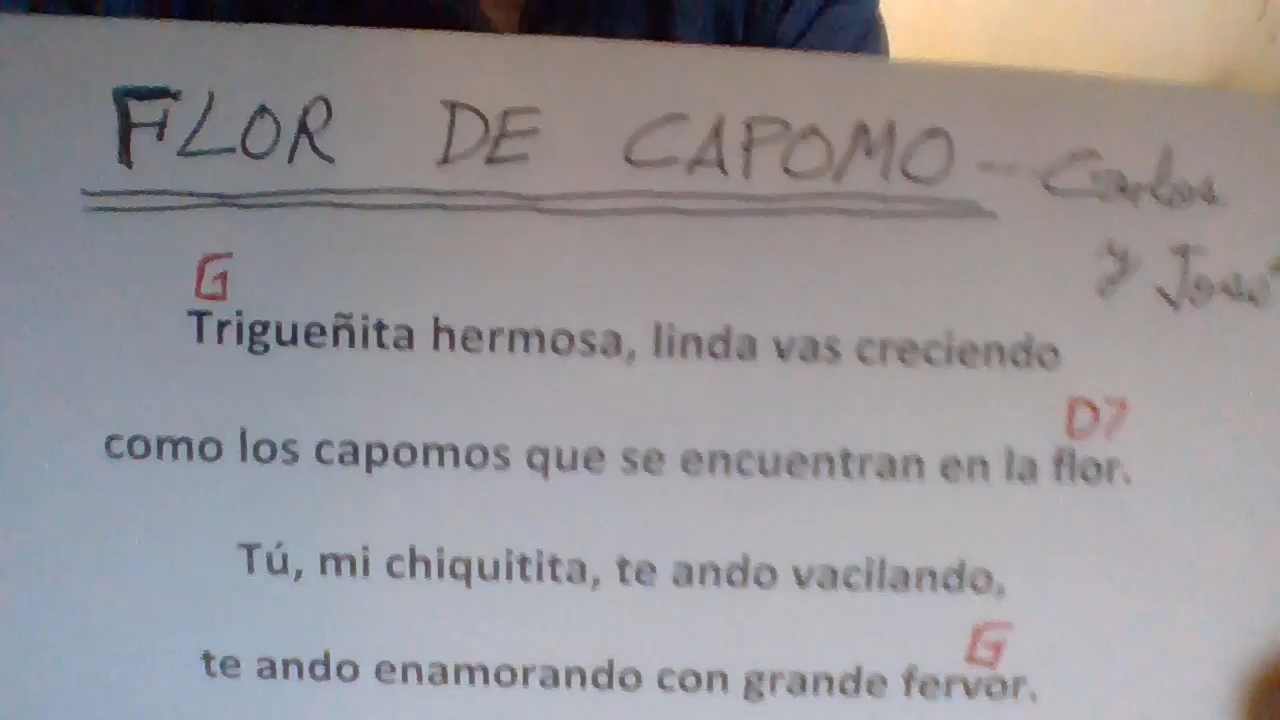 FLOR DE CAPOMO - Carlos
y José
G
Trigueñita hermosa, linda vas creciendo
D7
como los capomos que se encuentran en la flor.
Tú, mi chiquitita, te ando vacilando,
G
te ando enamorando con grande fervor.